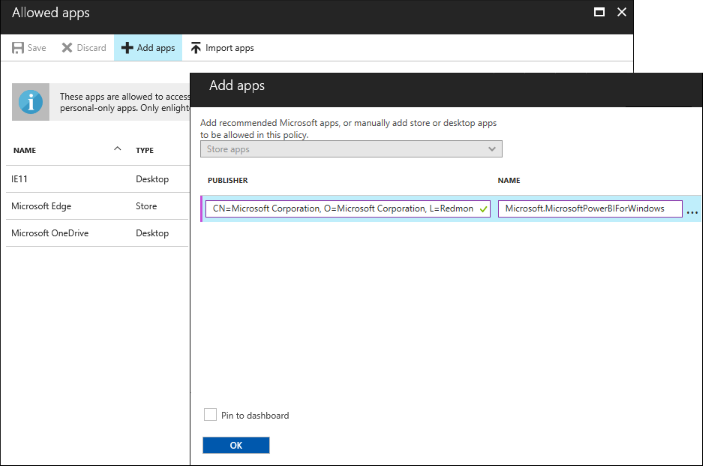 Allowed apps
Save
Discard
Add apps
Import apps
These apps are allowed to access
personal-only apps. Only enlighte
NAME
TYPE
IE11
Desktop
Microsoft Edge
Store
Microsoft OneDrive
Desktop
Add apps
Add recommended Microsoft apps, or manually add store or desktop apps
to be allowed in this policy.
Store apps
PUBLISHER
NAME
CN=Microsoft Corporation, O=Microsoft Corporation, L=Redmon
Microsoft.MicrosoftPowerBIForWindows
...
Pin to dashboard
OK